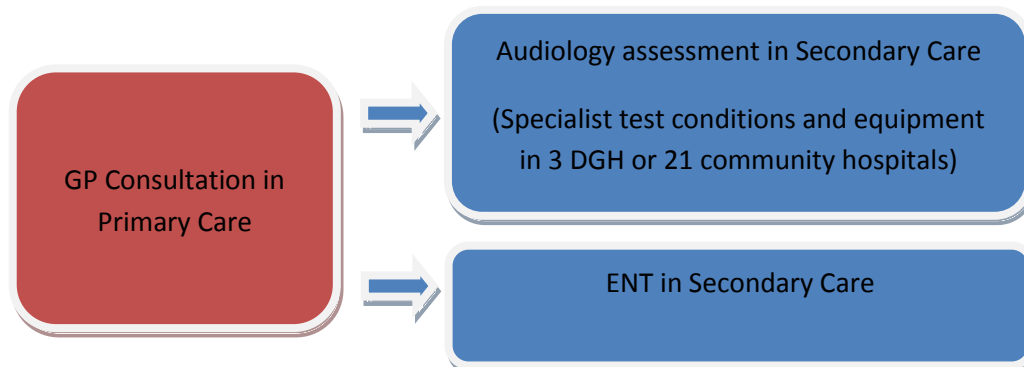 GP Consultation in
Primary Care
Audiology assessment in Secondary Care
(Specialist test conditions and equipment
in 3 DGH or 21 community hospitals)
ENT in Secondary Care